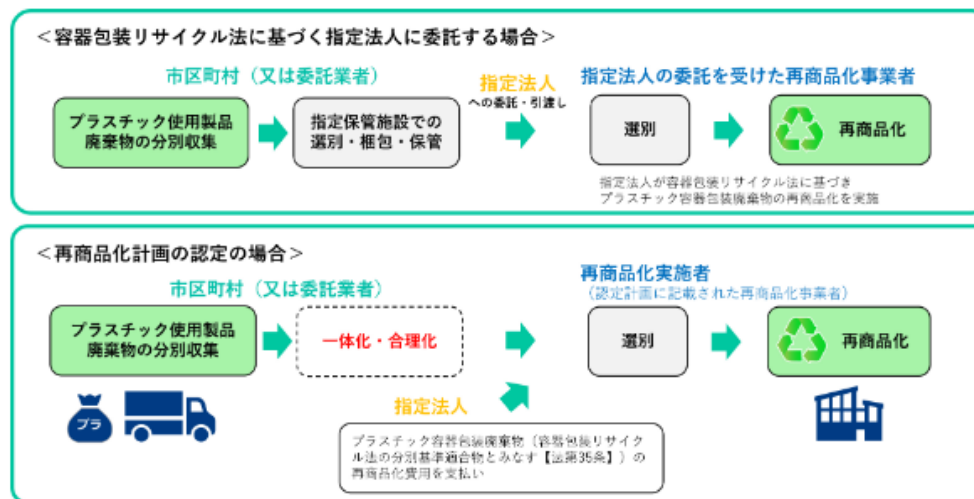 ＜容器包装リサイクル法に基づく指定法人に委託する場合＞
市区町村（又は委託業者）
プラスチック使用製品
廃棄物の分別収集
指定保管施設での
選別・梱包・保管
指定法人
への委託・引渡し
指定法人の委託を受けた再商品化事業者
選別
再商品化
指定法人が容器包装リサイクル法に基づき
プラスチック容器包装廃棄物の再商品化を実施
＜再商品化計画の認定の場合＞
市区町村（又は委託業者）
プラスチック使用製品
廃棄物の分別収集
一体化・合理化
再商品化実施者
（認定計画に記載された再商品化事業者）
選別
再商品化
プラ
指定法人
プラスチック容器包装廃棄物（容器包装リサイク
ル法の分別基準適合物とみなす【法第35条】）の
再商品化費用を支払い